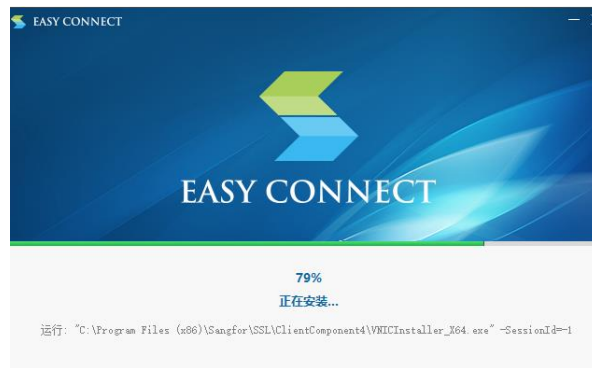 EASY CONNECT
EASY CONNECT
79%
正在安装...
运行: "C:\Program Files (x86)\Sangfor\SSL\ClientComponent4\VNICInstaller_X64.exe" -SessionId=-1